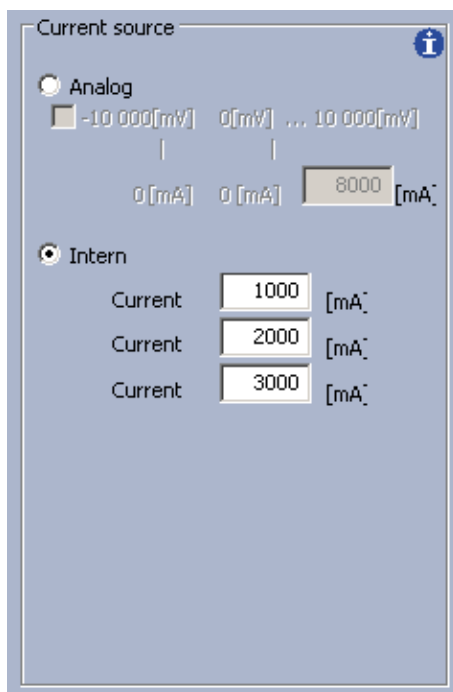 Current source
i
Analog
-10 000[mV] 0[mV] ... 10 000[mV]
| |
0[mA] 0[mA] 8000 [mA]
Intern
Current 1000 [mA]
Current 2000 [mA]
Current 3000 [mA]